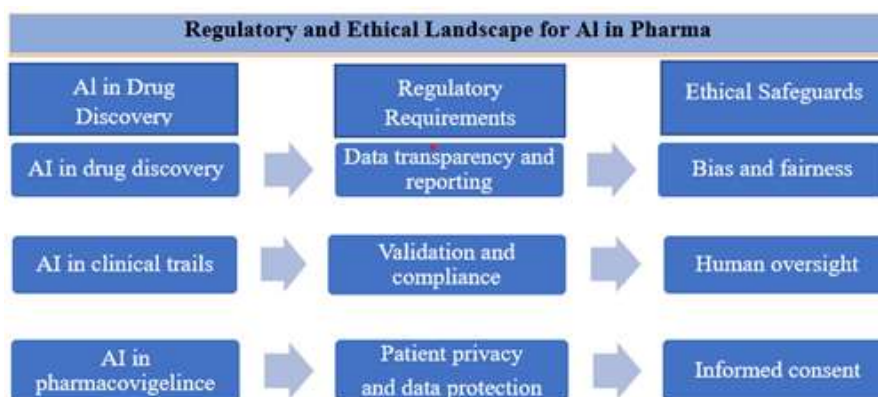 Regulatory and Ethical Landscape for Al in Pharma
Al in Drug
Discovery
Regulatory
Requirements
Ethical Safeguards
AI in drug discovery
Data transparency and
reporting
Bias and fairness
AI in clinical trails
Validation and
compliance
Human oversight
AI in
pharmacovigelince
Patient privacy
and data protection
Informed consent